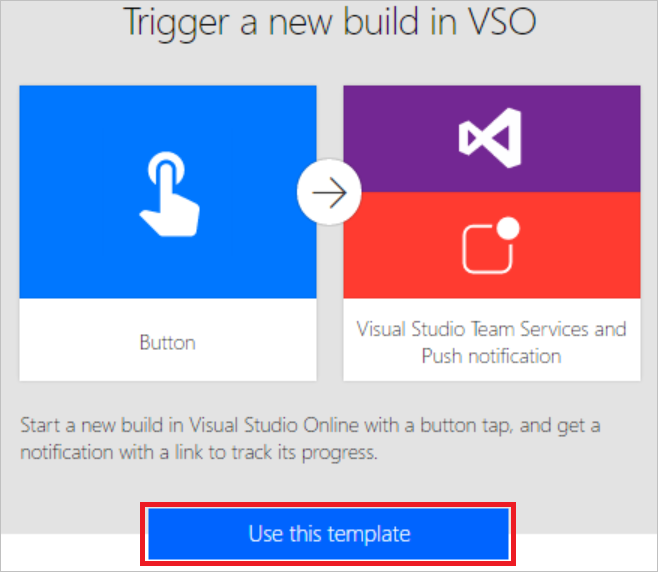 Trigger a new build in VSO
Button
Visual Studio Team Services and
Push notification
Start a new build in Visual Studio Online with a button tap, and get a
notification with a link to track its progress.
Use this template